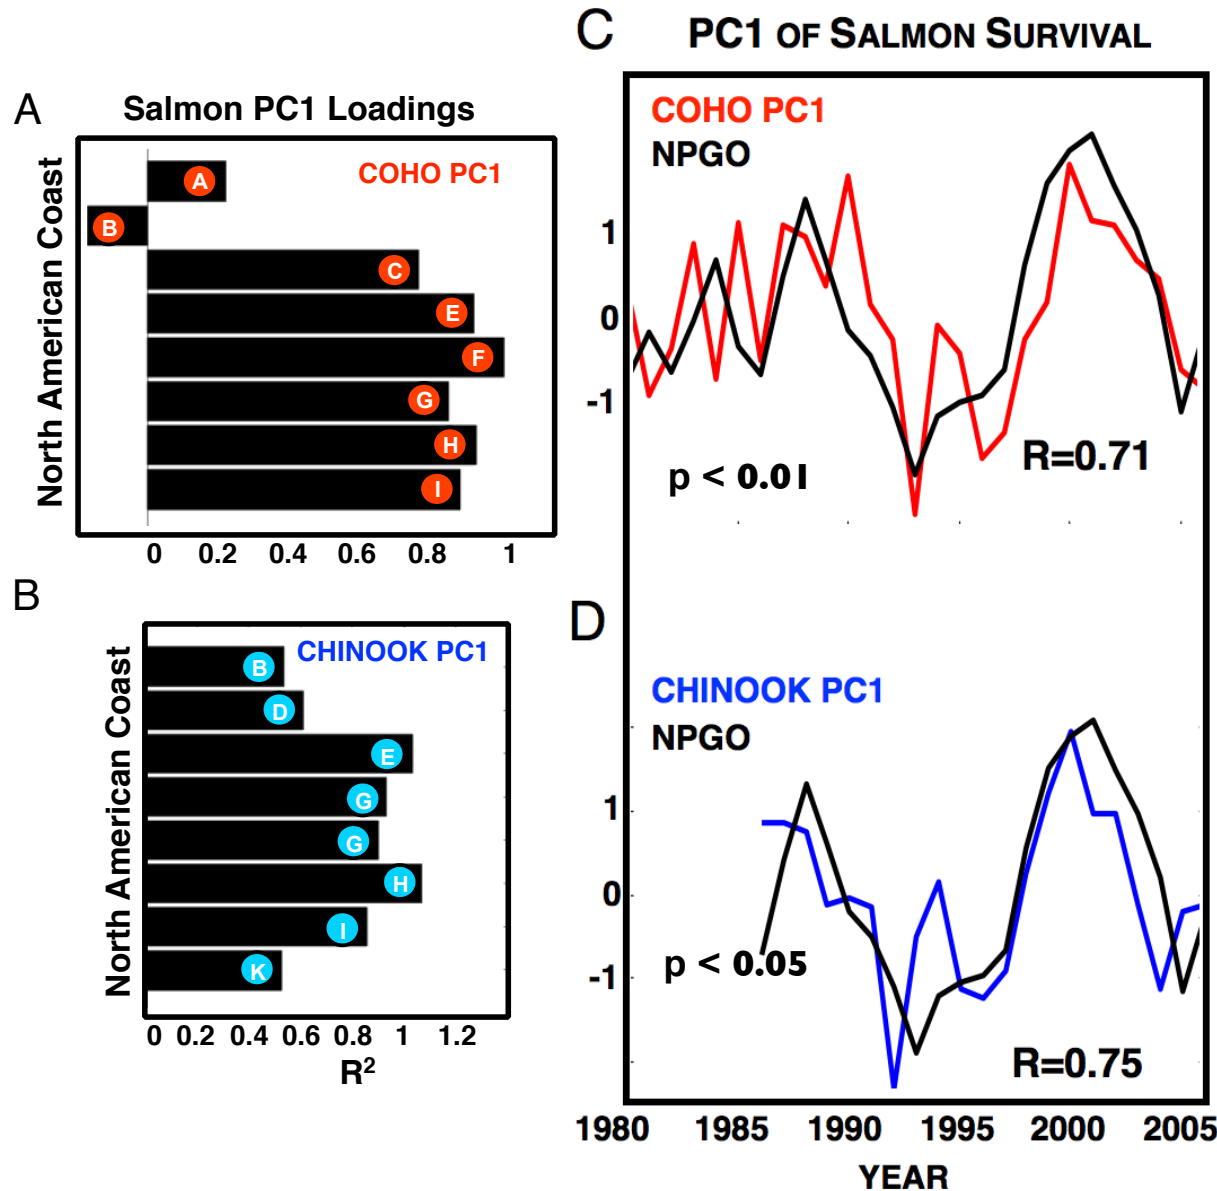 A
Salmon PC1 Loadings
North American Coast
COHO PC1
A
B
C
E
F
G
H
I
0 0.2 0.4 0.6 0.8 1
B
North American Coast
CHINOOK PC1
B
D
E
G
G
H
I
K
0 0.2 0.4 0.6 0.8 1 1.2
R²
C
PC1 OF SALMON SURVIVAL
COHO PC1
NPGO
1
0
-1
p < 0.01
R=0.71
D
CHINOOK PC1
NPGO
1
0
-1
p < 0.05
R=0.75
1980 1985 1990 1995 2000 2005
YEAR